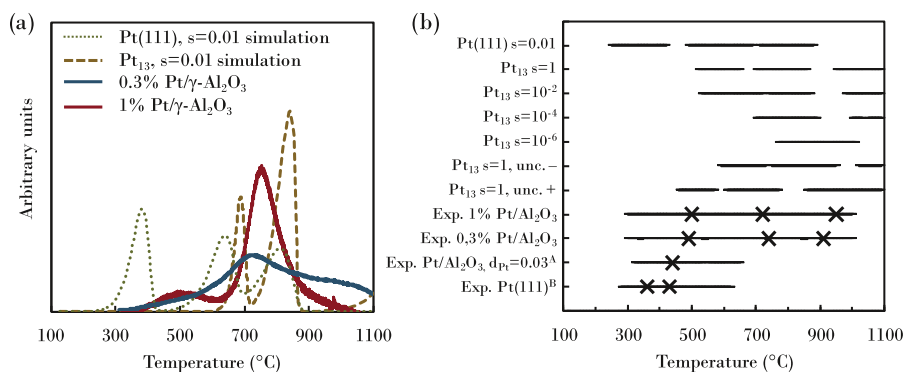 (a)
Pt(111), s=0.01 simulation
Pt₁₃, s=0.01 simulation
0.3% Pt/γ-Al₂O₃
1% Pt/γ-Al₂O₃
Arbitrary units
100 300 500 700 900 1100
Temperature (°C)
(b)
Pt(111) s=0.01
Pt₁₃ s=1
Pt₁₃ s=10⁻²
Pt₁₃ s=10⁻⁴
Pt₁₃ s=10⁻⁶
Pt₁₃ s=1, unc. −
Pt₁₃ s=1, unc. +
Exp. 1% Pt/Al₂O₃
Exp. 0.3% Pt/Al₂O₃
Exp. Pt/Al₂O₃, dPt=0.03ᴬ
Exp. Pt(111)ᴮ
100 300 500 700 900 1100
Temperature (°C)